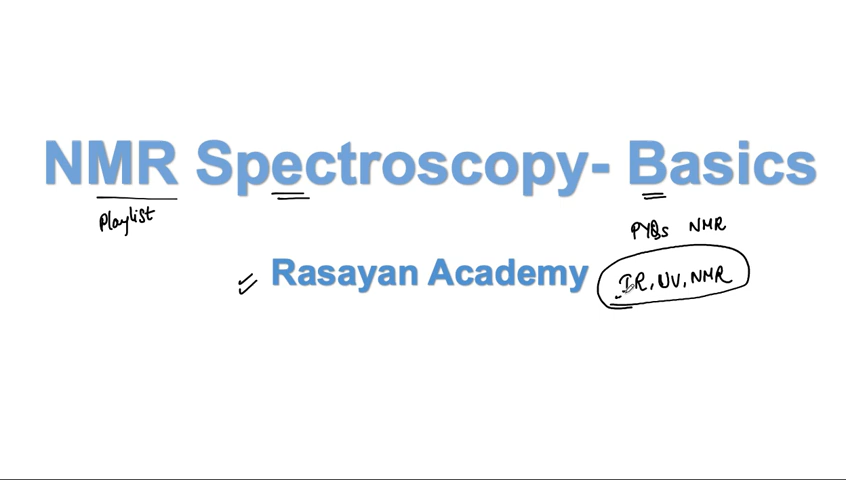 NMR Spectroscopy- Basics
Playlist
PYQs NMR
Rasayan Academy
IR, UV, NMR